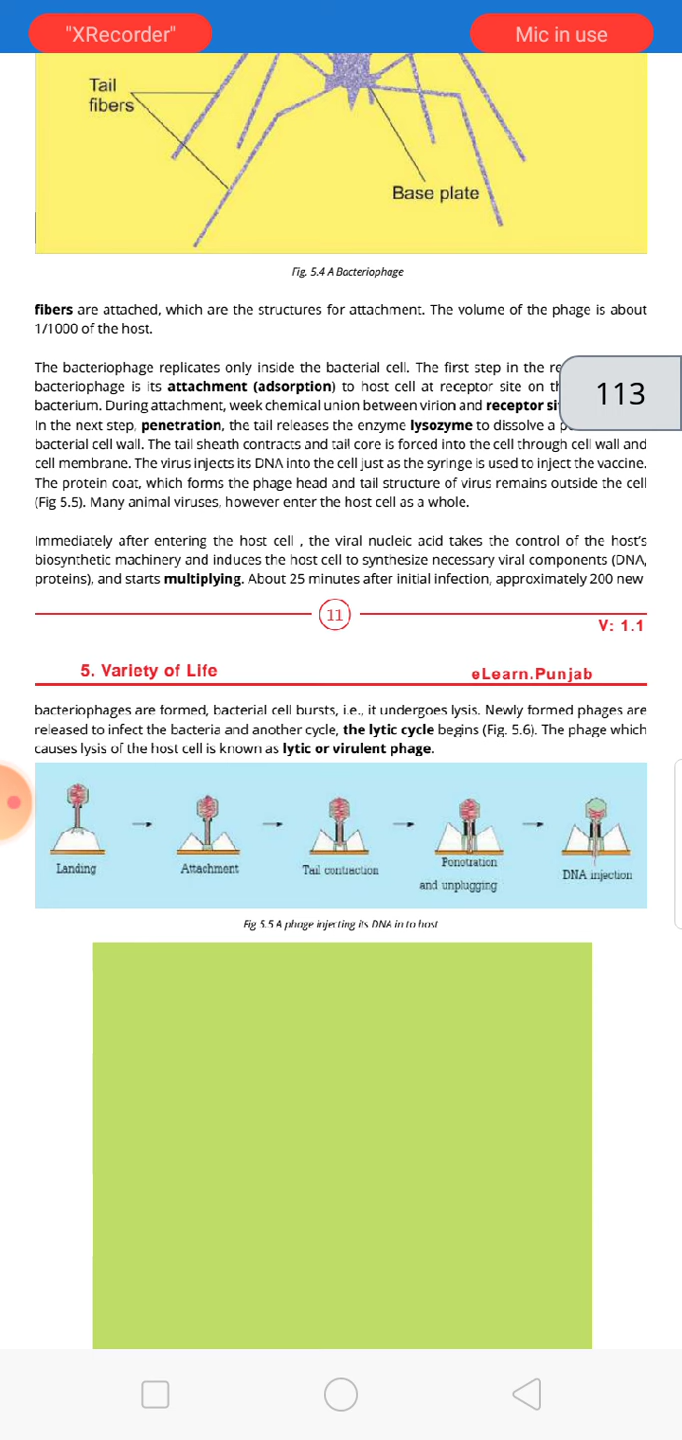 "XRecorder"
Mic in use
Tail
fibers
Base plate
Fig. 5.4 A Bacteriophage
fibers are attached, which are the structures for attachment. The volume of the phage is about
1/1000 of the host.
The bacteriophage replicates only inside the bacterial cell. The first step in the
113
bacteriophage is its attachment (adsorption) to host cell at receptor site on
bacterium. During attachment, week chemical union between virion and receptor
In the next step, penetration, the tail releases the enzyme lysozyme to dissolve a
bacterial cell wall. The tail sheath contracts and tail core is forced into the cell through cell wall and
cell membrane. The virus injects its DNA into the cell just as the syringe is used to inject the vaccine.
The protein coat, which forms the phage head and tail structure of virus remains outside the cell
(Fig 5.5). Many animal viruses, however enter the host cell as a whole.
Immediately after entering the host cell , the viral nucleic acid takes the control of the host's
biosynthetic machinery and induces the host cell to synthesize necessary viral components (DNA,
proteins), and starts multiplying. About 25 minutes after initial infection, approximately 200 new
11
V: 1.1
5. Variety of Life
eLearn.Punjab
bacteriophages are formed, bacterial cell bursts, i.e., it undergoes lysis. Newly formed phages are
released to infect the bacteria and another cycle, the lytic cycle begins (Fig. 5.6). The phage which
causes lysis of the host cell is known as lytic or virulent phage.
Landing
Attachment
Tail contraction
Penetration
and unplugging
DNA injection
Fig 5.5 A phage injecting its DNA in to host